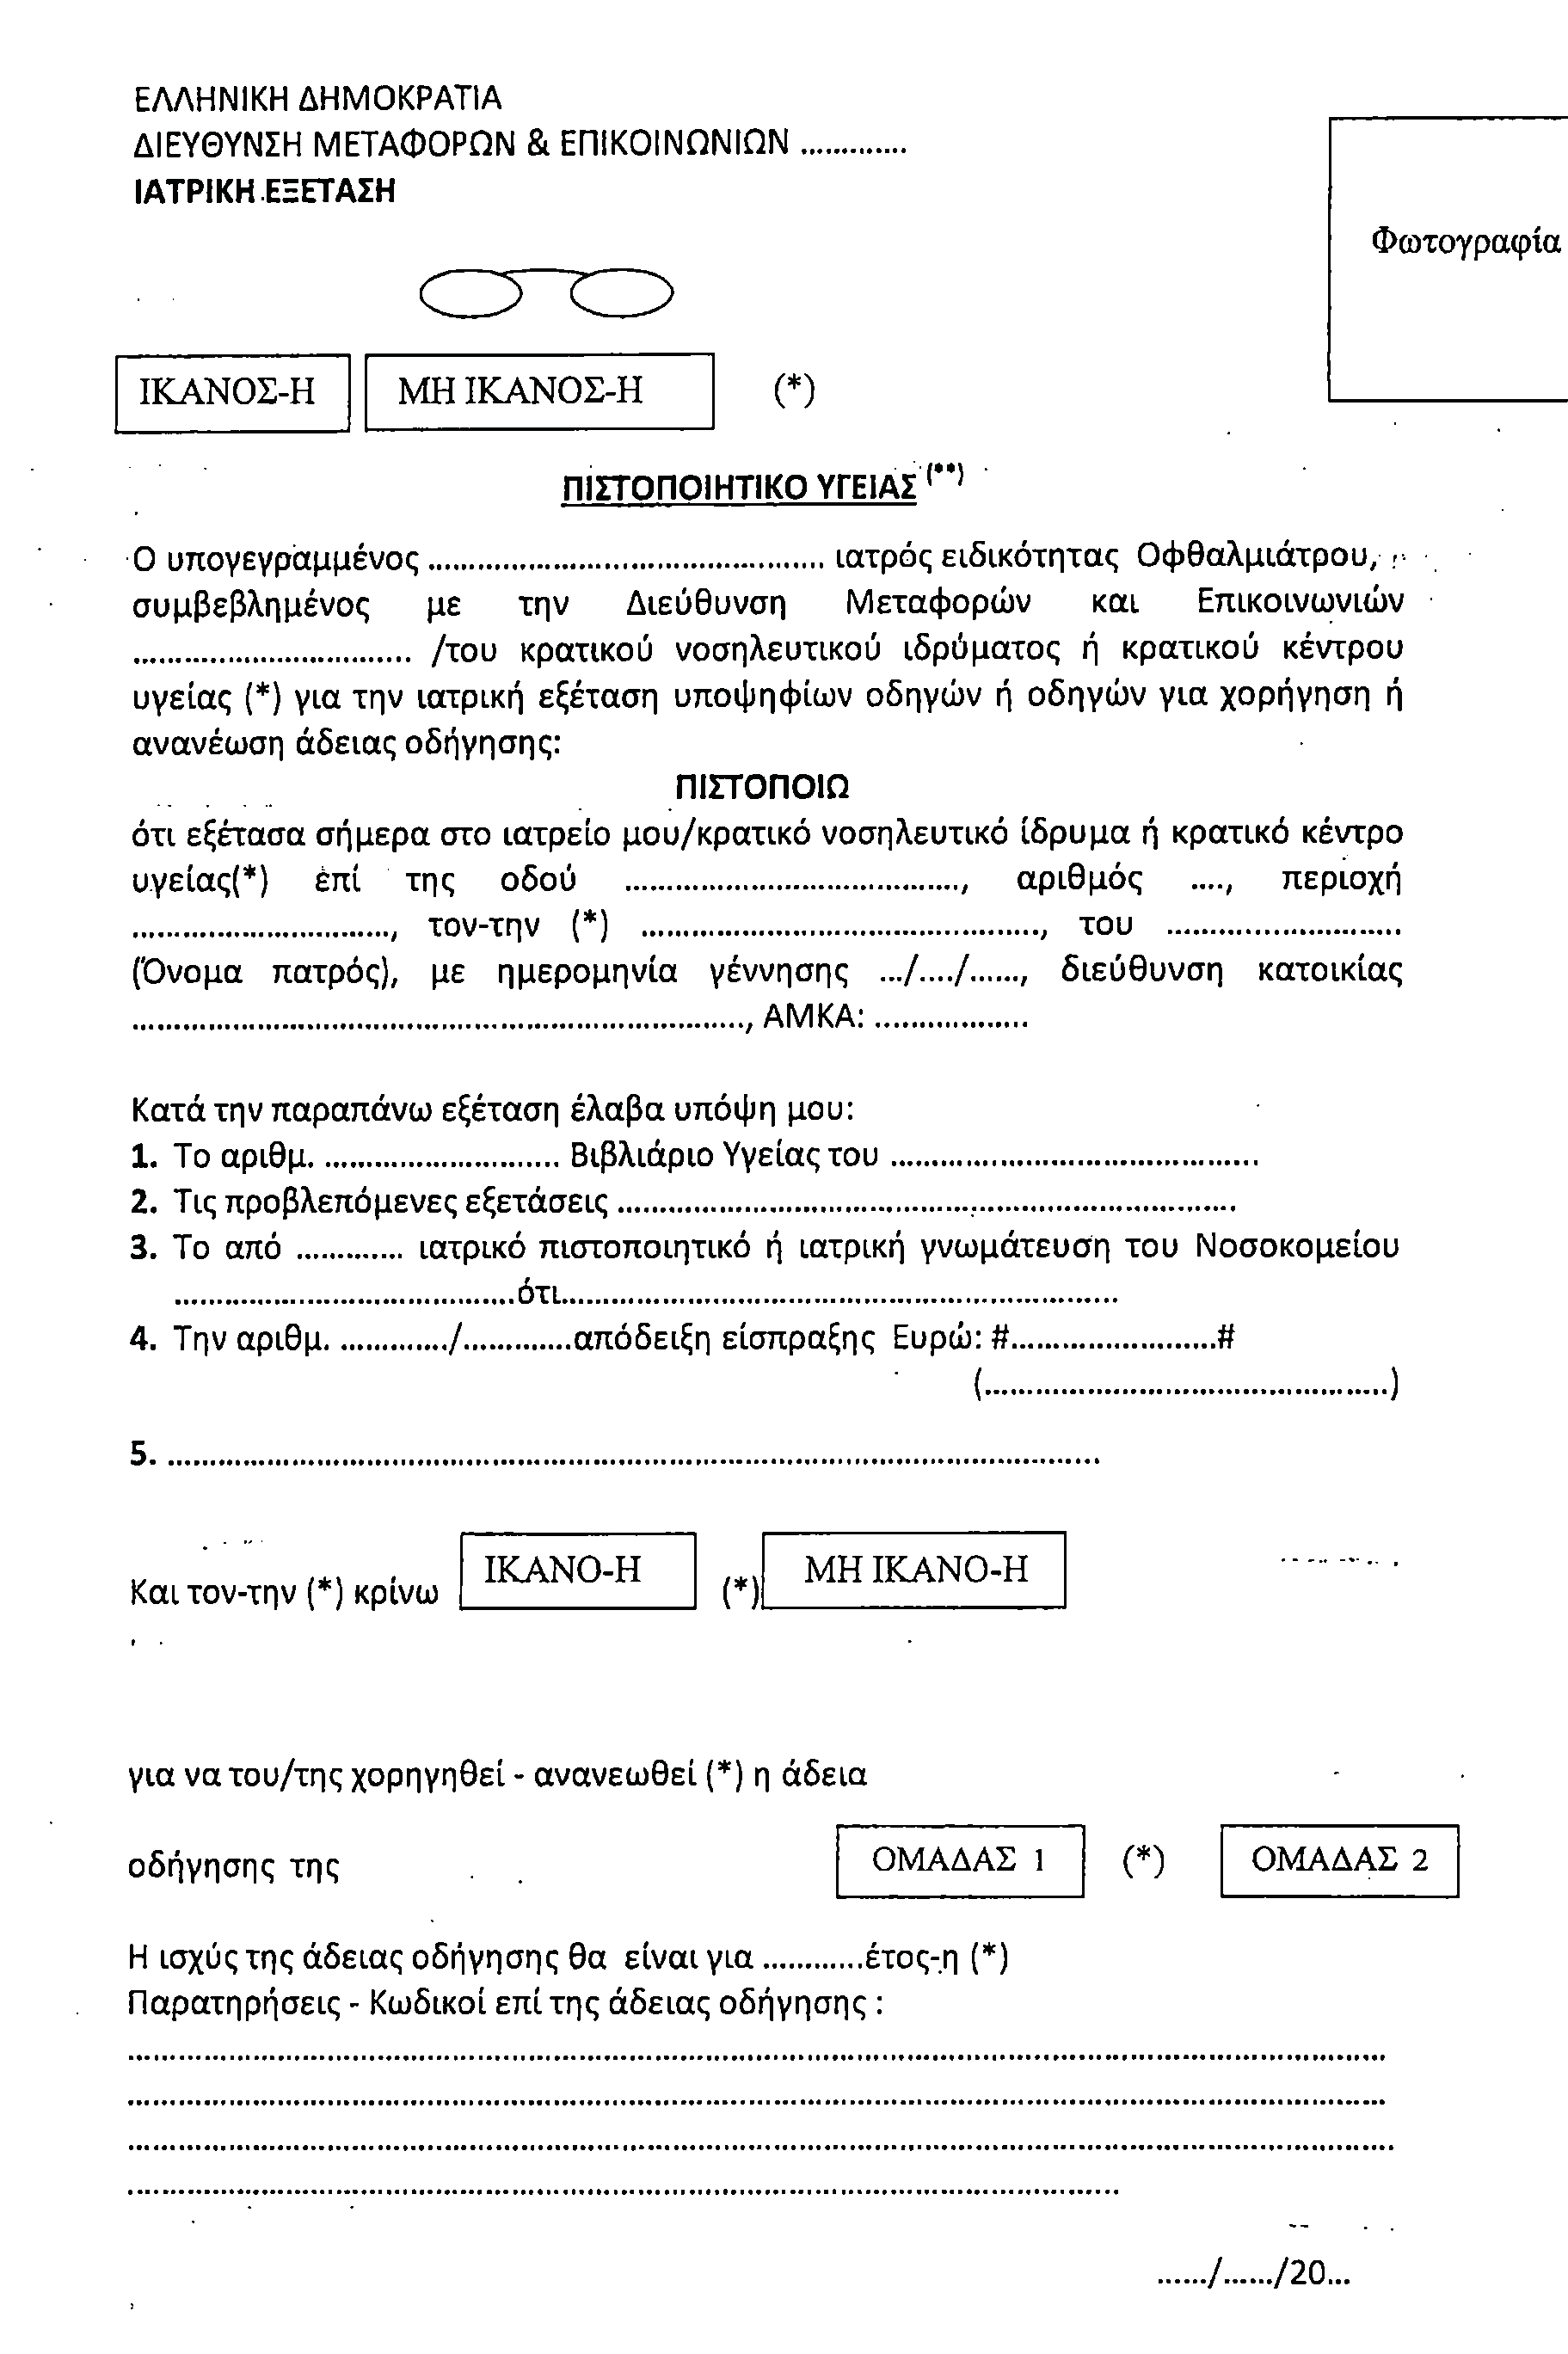 ΕΛΛΗΝΙΚΗ ΔΗΜΟΚΡΑΤΙΑ
ΔΙΕΥΘΥΝΣΗ ΜΕΤΑΦΟΡΩΝ & ΕΠΙΚΟΙΝΩΝΙΩΝ .............
ΙΑΤΡΙΚΗ ΕΞΕΤΑΣΗ
Φωτογραφία
ΙΚΑΝΟΣ-Η ΜΗ ΙΚΑΝΟΣ-Η (*)
ΠΙΣΤΟΠΟΙΗΤΙΚΟ ΥΓΕΙΑΣ (**)
Ο υπογεγραμμένος ............................................... ιατρός ειδικότητας Οφθαλμιάτρου,
συμβεβλημένος με την Διεύθυνση Μεταφορών και Επικοινωνιών
................................. /του κρατικού νοσηλευτικού ιδρύματος ή κρατικού κέντρου
υγείας (*) για την ιατρική εξέταση υποψηφίων οδηγών ή οδηγών για χορήγηση ή
ανανέωση άδειας οδήγησης:
ΠΙΣΤΟΠΟΙΩ
ότι εξέτασα σήμερα στο ιατρείο μου/κρατικό νοσηλευτικό ίδρυμα ή κρατικό κέντρο
υγείας(*) επί της οδού ........................................, αριθμός ...., περιοχή
..............................., τον-την (*) ................................................, του ............................
(Όνομα πατρός), με ημερομηνία γέννησης .../..../......, διεύθυνση κατοικίας
........................................................................., ΑΜΚΑ: ..................
Κατά την παραπάνω εξέταση έλαβα υπόψη μου:
1. Το αριθμ. ............................ Βιβλιάριο Υγείας του ............................................
2. Τις προβλεπόμενες εξετάσεις ..........................................................................
3. Το από ............. ιατρικό πιστοποιητικό ή ιατρική γνωμάτευση του Νοσοκομείου
.........................................ότι..................................................................
4. Την αριθμ. ............./.............απόδειξη είσπραξης Ευρώ: #........................#
(................................................)
5. ................................................................................................................
Και τον-την (*) κρίνω ΙΚΑΝΟ-Η (*) ΜΗ ΙΚΑΝΟ-Η
για να του/της χορηγηθεί - ανανεωθεί (*) η άδεια
οδήγησης της ΟΜΑΔΑΣ 1 (*) ΟΜΑΔΑΣ 2
Η ισχύς της άδειας οδήγησης θα είναι για ............έτος-η (*)
Παρατηρήσεις - Κωδικοί επί της άδειας οδήγησης :
......................................................................................................................................................
......................................................................................................................................................
.......................................................................................................................................................
......................................................................................................................
....../....../20...